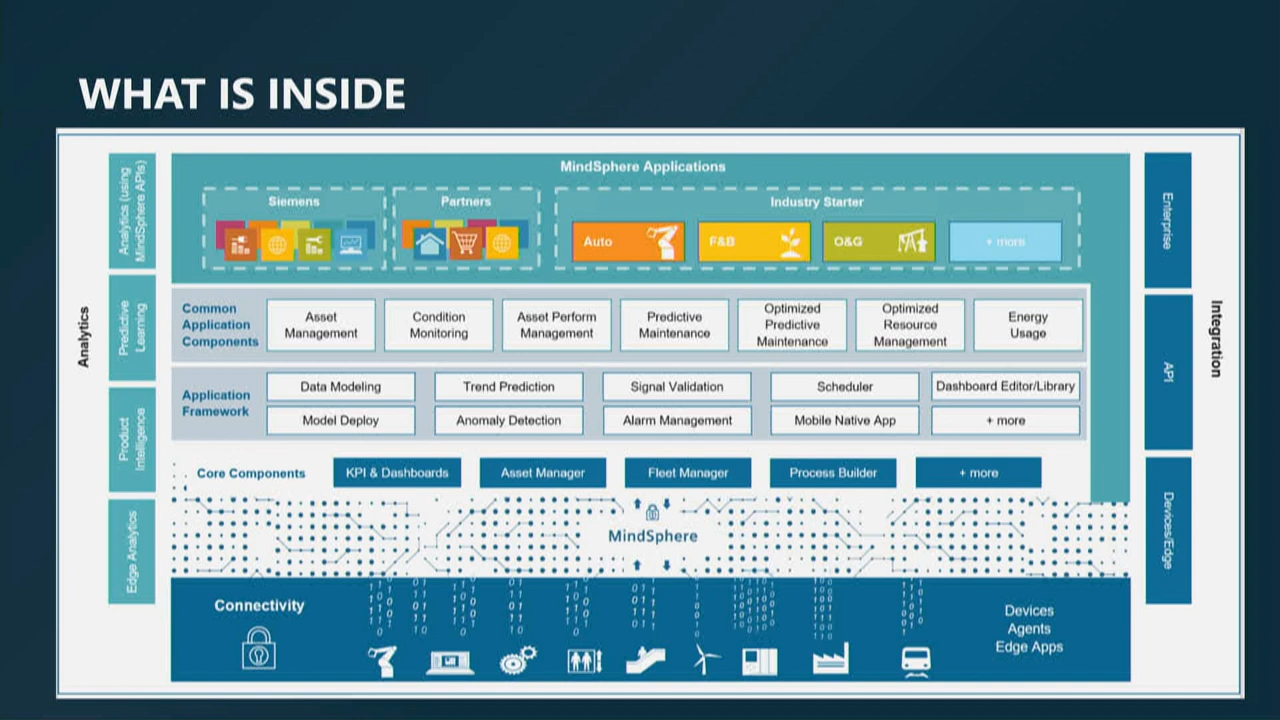 WHAT IS INSIDE
Analytics
Analytics (using
MindSphere APIs)
Predictive
Learning
Product
Intelligence
Edge Analytics
MindSphere Applications
Siemens
Partners
Industry Starter
Auto
F&B
O&G
+ more
Common
Application
Components
Asset
Management
Condition
Monitoring
Asset Perform
Management
Predictive
Maintenance
Optimized
Predictive
Maintenance
Optimized
Resource
Management
Energy
Usage
Application
Framework
Data Modeling
Trend Prediction
Signal Validation
Scheduler
Dashboard Editor/Library
Model Deploy
Anomaly Detection
Alarm Management
Mobile Native App
+ more
Core Components
KPI & Dashboards
Asset Manager
Fleet Manager
Process Builder
+ more
MindSphere
Connectivity
Devices
Agents
Edge Apps
Enterprise
API
Devices/Edge
Integration